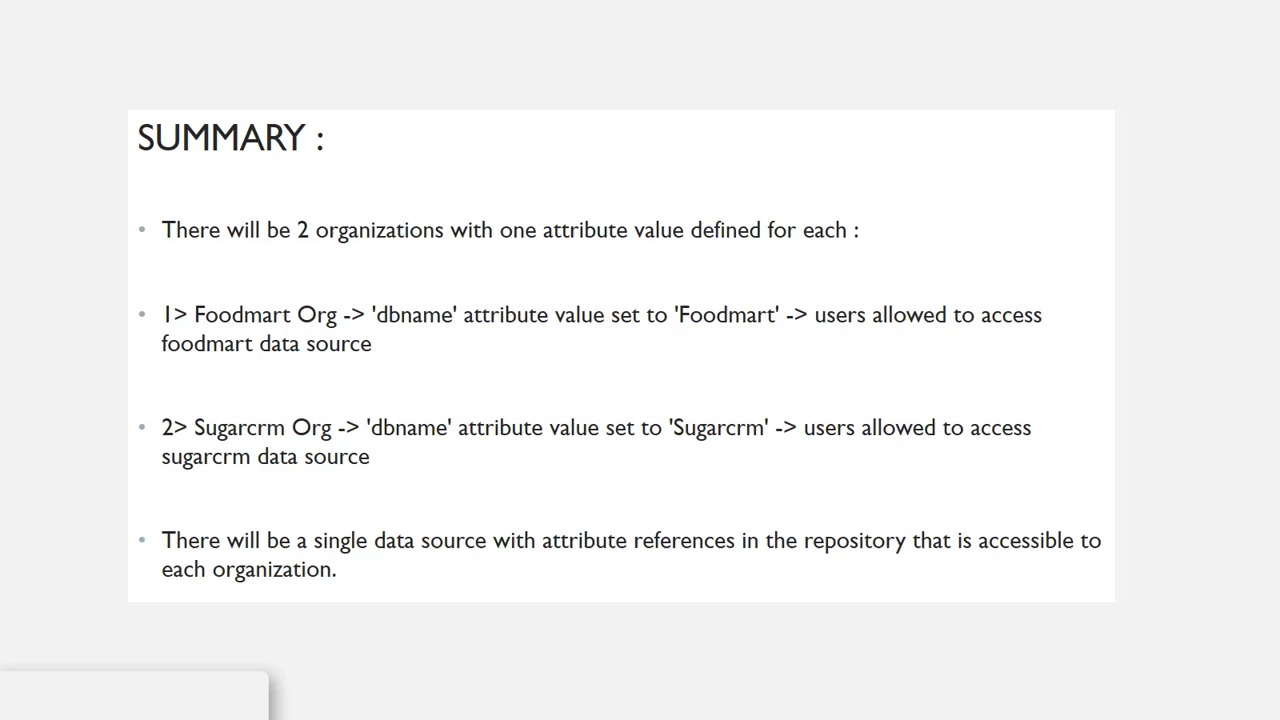 SUMMARY :
• There will be 2 organizations with one attribute value defined for each :
• 1> Foodmart Org -> 'dbname' attribute value set to 'Foodmart' -> users allowed to access
foodmart data source
• 2> Sugarcrm Org -> 'dbname' attribute value set to 'Sugarcrm' -> users allowed to access
sugarcrm data source
• There will be a single data source with attribute references in the repository that is accessible to
each organization.